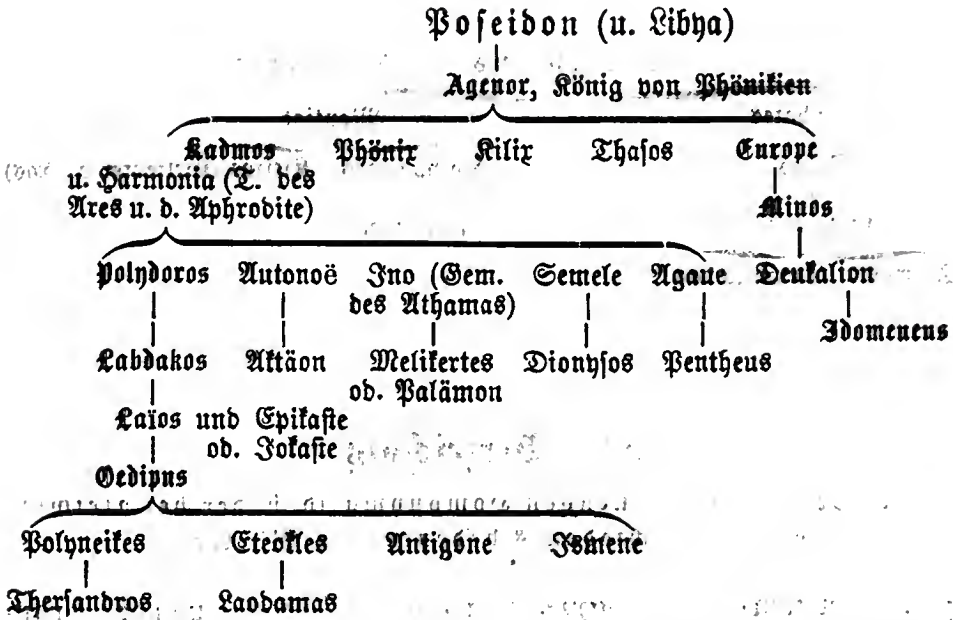 Poseidon (u. Libya)
Agenor, König von Phönikien
Kadmos Phönix Kilix Thasos Europe
u. Harmonia (T. des
Ares u. d. Aphrodite)
Minos
Polydoros Autonoë Ino (Gem. Semele Agaue Deukalion
des Athamas)
Idomeneus
Labdakos Aktäon Melikertes Dionysos Pentheus
od. Palämon
Laïos und Epikaste
od. Jokaste
Oedipus
Polyneikes Eteokles Antigone Ismene
Thersandros Laodamas